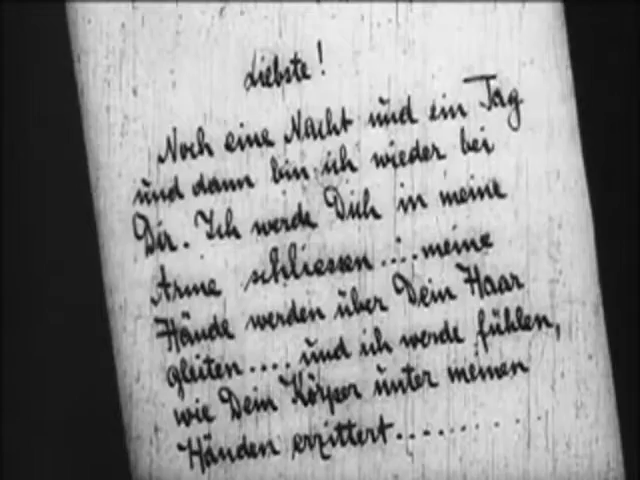 Liebste!
Noch eine Nacht und ein Tag
und dann bin ich wieder bei
Dir. Ich werde Dich in meine
Arme schliessen....meine
Hände werden über Dein Haar
gleiten....und ich werde fühlen,
wie Dein Körper unter meinen
Händen erzittert..........